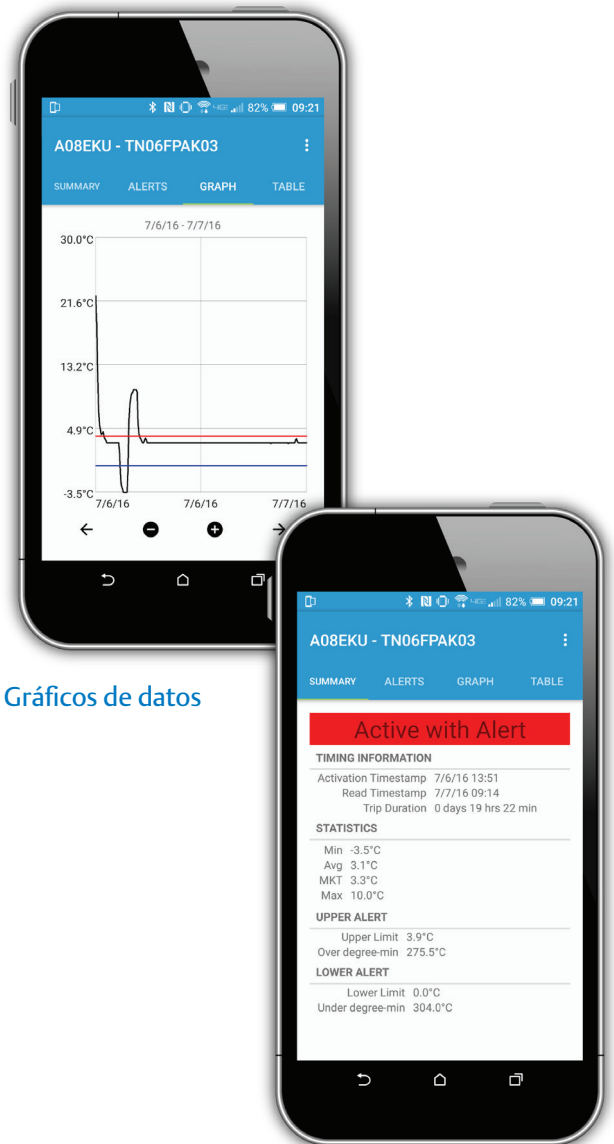 82% 09:21
A08EKU - TN06FPAK03
SUMMARY ALERTS GRAPH TABLE
7/6/16 - 7/7/16
30.0°C
21.6°C
13.2°C
4.9°C
-3.5°C
7/6/16 7/6/16 7/7/16
Gráficos de datos
82% 09:21
A08EKU - TN06FPAK03
SUMMARY ALERTS GRAPH TABLE
Active with Alert
TIMING INFORMATION
Activation Timestamp 7/6/16 13:51
Read Timestamp 7/7/16 09:14
Trip Duration 0 days 19 hrs 22 min
STATISTICS
Min -3.5°C
Avg 3.1°C
MKT 3.3°C
Max 10.0°C
UPPER ALERT
Upper Limit 3.9°C
Over degree-min 275.5°C
LOWER ALERT
Lower Limit 0.0°C
Under degree-min 304.0°C